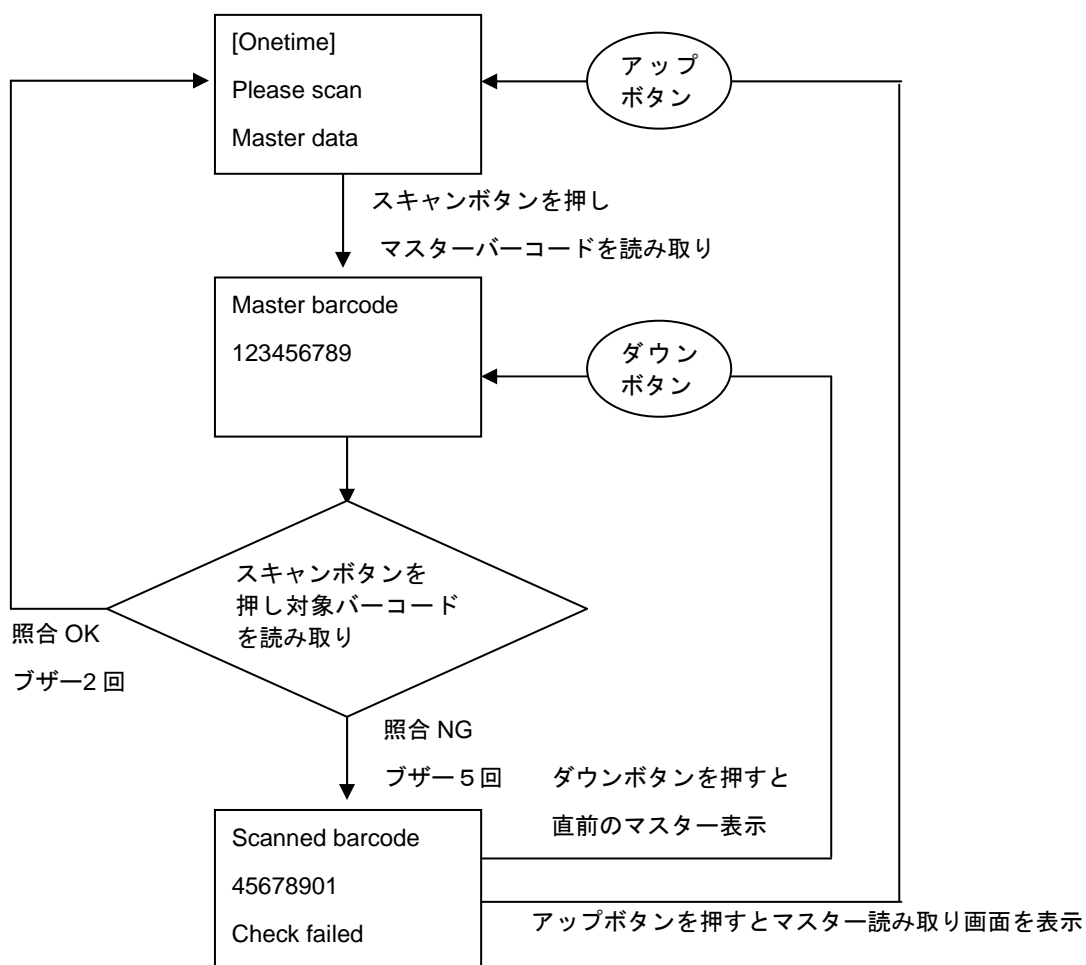 [Onetime]
Please scan
Master data
アップ
ボタン
スキャンボタンを押し
マスターバーコードを読み取り
Master barcode
123456789
ダウン
ボタン
スキャンボタンを
押し対象バーコード
を読み取り
照合 OK
ブザー2 回
照合 NG
ブザー５回
ダウンボタンを押すと
直前のマスター表示
Scanned barcode
45678901
Check failed
アップボタンを押すとマスター読み取り画面を表示